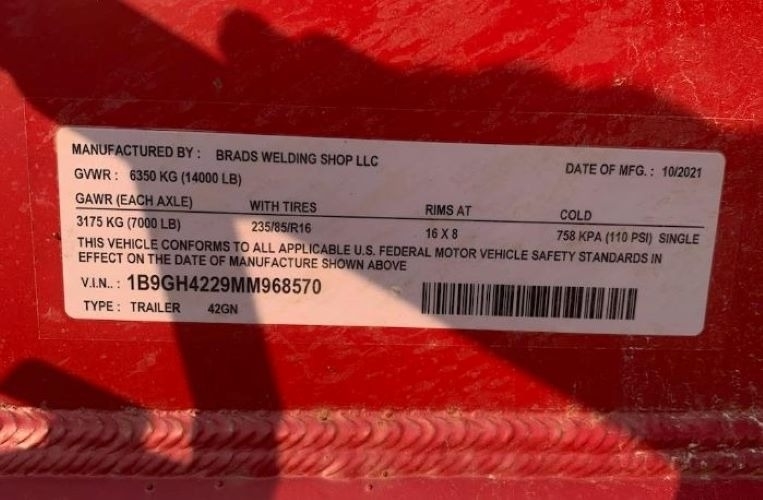 MANUFACTURED BY : BRADS WELDING SHOP LLC DATE OF MFG. : 10/2021
GVWR : 6350 KG (14000 LB)
GAWR (EACH AXLE) WITH TIRES RIMS AT COLD
3175 KG (7000 LB) 235/85/R16 16 X 8 758 KPA (110 PSI) SINGLE
THIS VEHICLE CONFORMS TO ALL APPLICABLE U.S. FEDERAL MOTOR VEHICLE SAFETY STANDARDS IN
EFFECT ON THE DATE OF MANUFACTURE SHOWN ABOVE
V.I.N.. : 1B9GH4229MM968570
TYPE : TRAILER 42GN